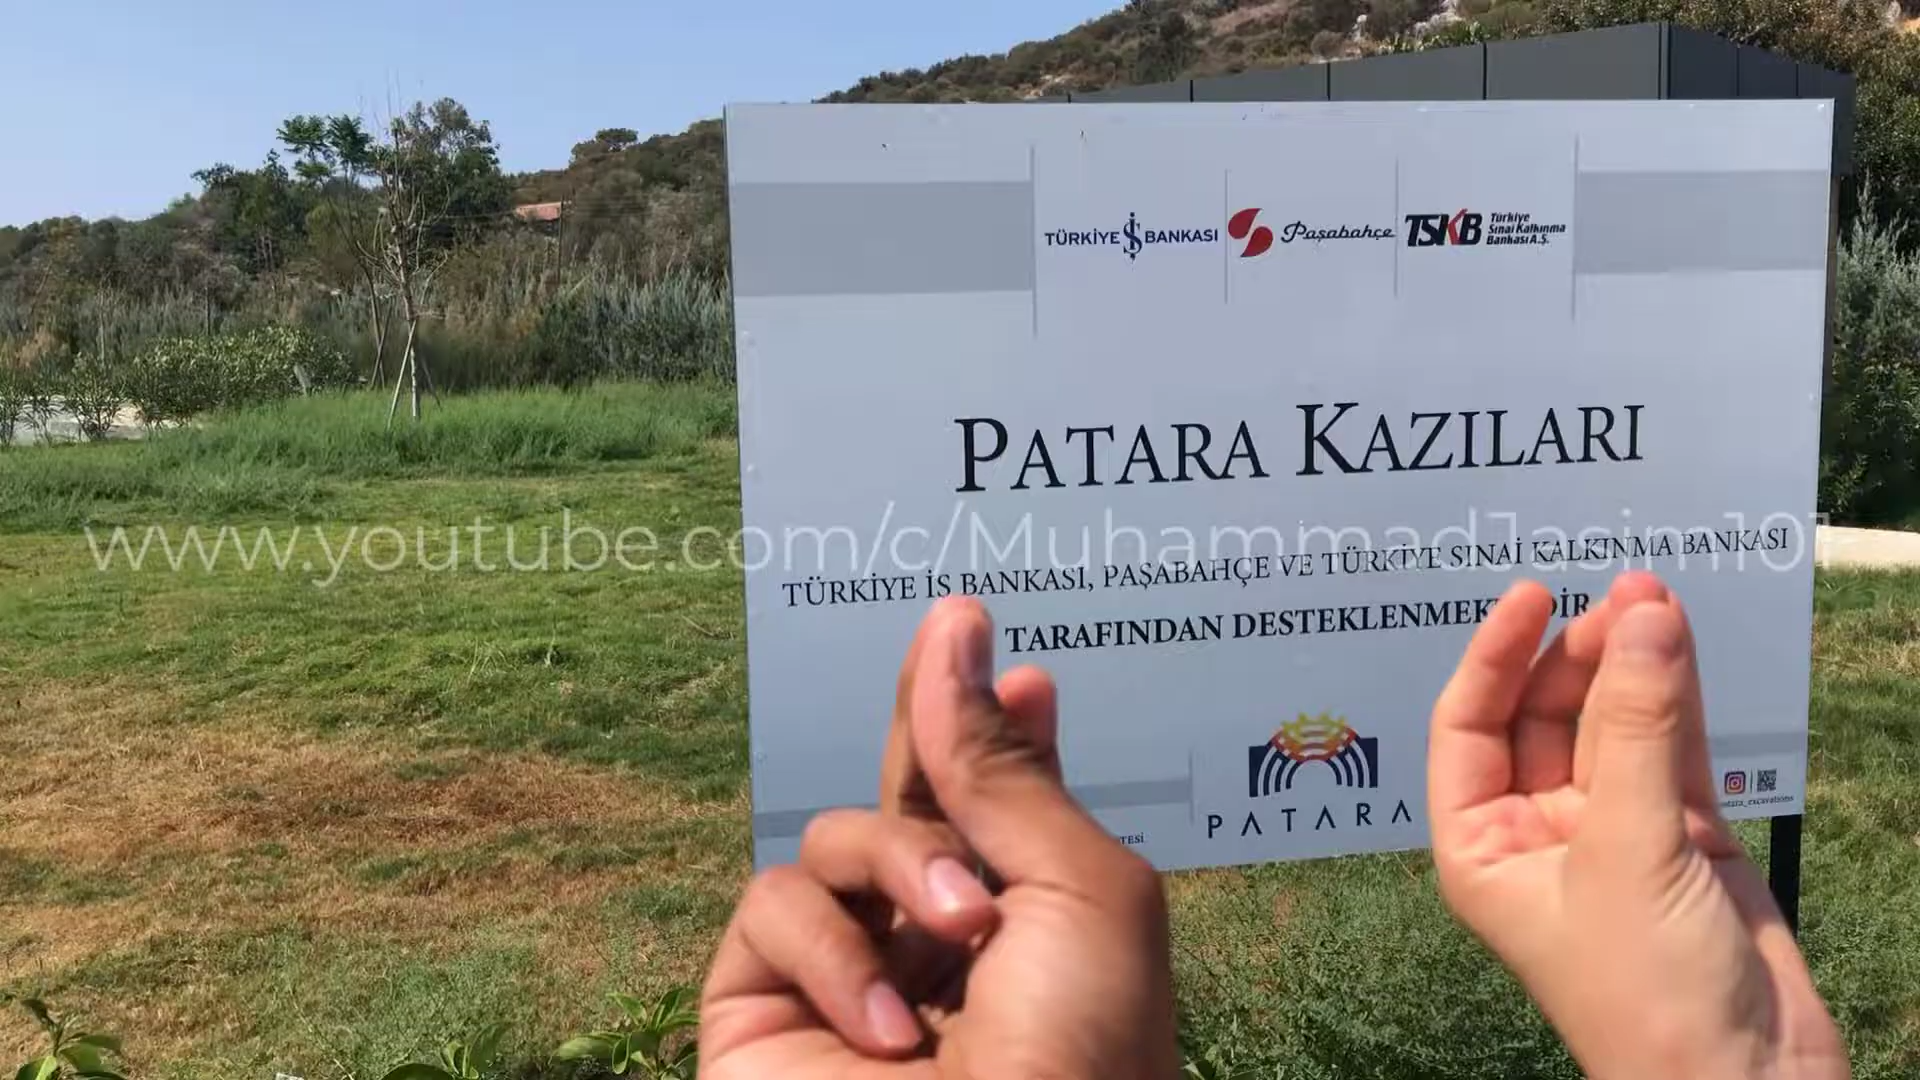 TÜRKİYE İŞ BANKASI
Paşabahçe
TSKB Türkiye
Sınai Kalkınma
Bankası A.Ş.
PATARA KAZILARI
www.youtube.com/c/MuhammadJasim101
TÜRKİYE İŞ BANKASI, PAŞABAHÇE VE TÜRKİYE SINAİ KALKINMA BANKASI
TARAFINDAN
PATARA